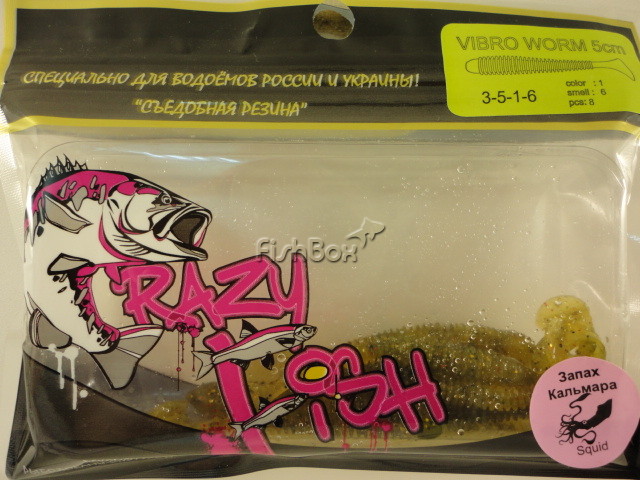 VIBRO WORM 5cm
СПЕЦИАЛЬНО ДЛЯ ВОДОЁМОВ РОССИИ И УКРАИНЫ!
"СЪЕДОБНАЯ РЕЗИНА"
3-5-1-6
color : 1
smell : 6
pcs: 8
FishBox
RAZY
FiSH
Запах
Кальмара
Squid